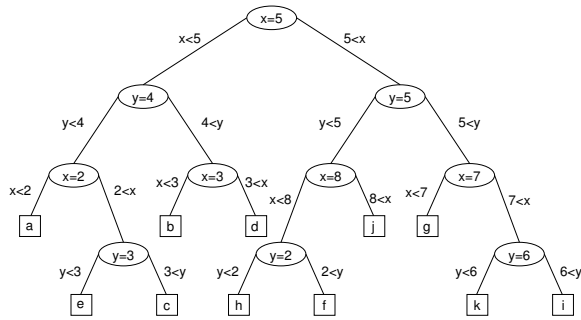 x=5
x<5 5<x
y=4 y=5
y<4 4<y y<5 5<y
x=2 x=3 x=8 x=7
x<2 2<x x<3 3<x x<8 8<x x<7 7<x
a b d j g
y=3 y=2 y=6
y<3 3<y y<2 2<y y<6 6<y
e c h f k i